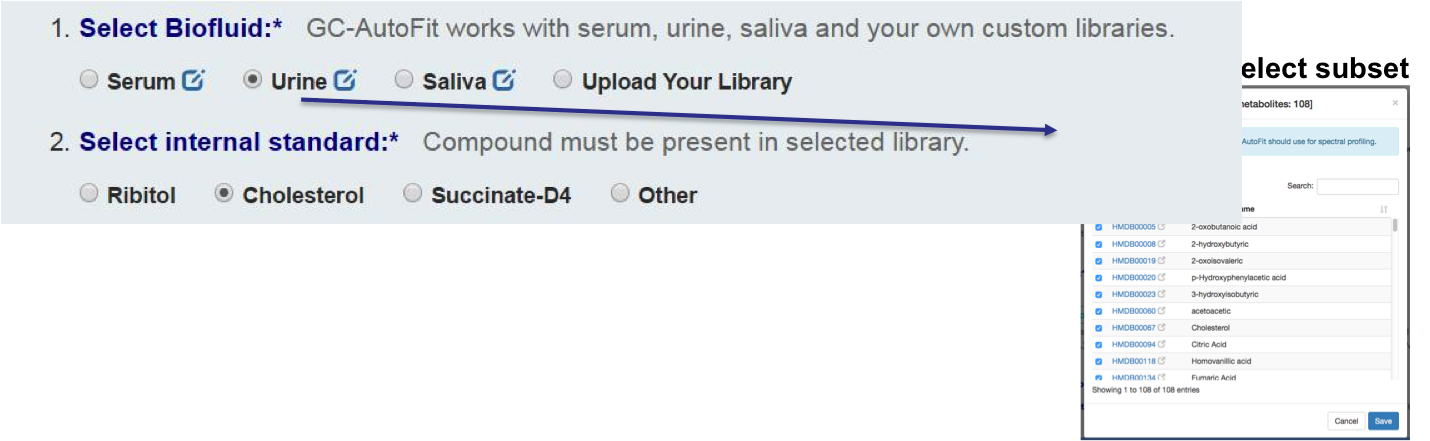 1. Select Biofluid:* GC-AutoFit works with serum, urine, saliva and your own custom libraries.
Serum Urine Saliva Upload Your Library
2. Select internal standard:* Compound must be present in selected library.
Ribitol Cholesterol Succinate-D4 Other
elect subset
etabolites: 108] ×
AutoFit should use for spectral profiling.
Search:
me
HMDB00005 2-oxobutanoic acid
HMDB00008 2-hydroxybutyric
HMDB00019 2-oxoisovaleric
HMDB00020 p-Hydroxyphenylacetic acid
HMDB00023 3-hydroxyisobutyric
HMDB00060 acetoacetic
HMDB00067 Cholesterol
HMDB00094 Citric Acid
HMDB00118 Homovanillic acid
HMDB00134 Fumaric Acid
Showing 1 to 108 of 108 entries
Cancel Save